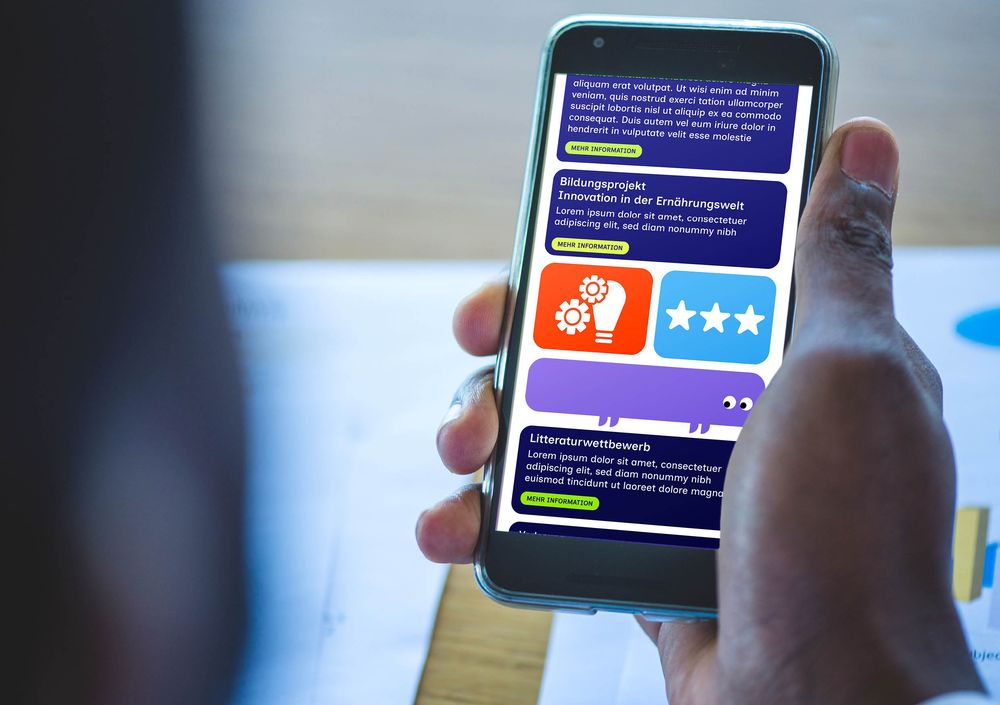 aliquam erat volutpat. Ut wisi enim ad minim
veniam, quis nostrud exerci tation ullamcorper
suscipit lobortis nisl ut aliquip ex ea commodo
consequat. Duis autem vel eum iriure dolor in
hendrerit in vulputate velit esse molestie
MEHR INFORMATION
Bildungsprojekt
Innovation in der Ernährungswelt
Lorem ipsum dolor sit amet, consectetuer
adipiscing elit, sed diam nonummy nibh
MEHR INFORMATION
Litteraturwettbewerb
Lorem ipsum dolor sit amet, consectetuer
adipiscing elit, sed diam nonummy nibh
euismod tincidunt ut laoreet dolore magna
MEHR INFORMATION